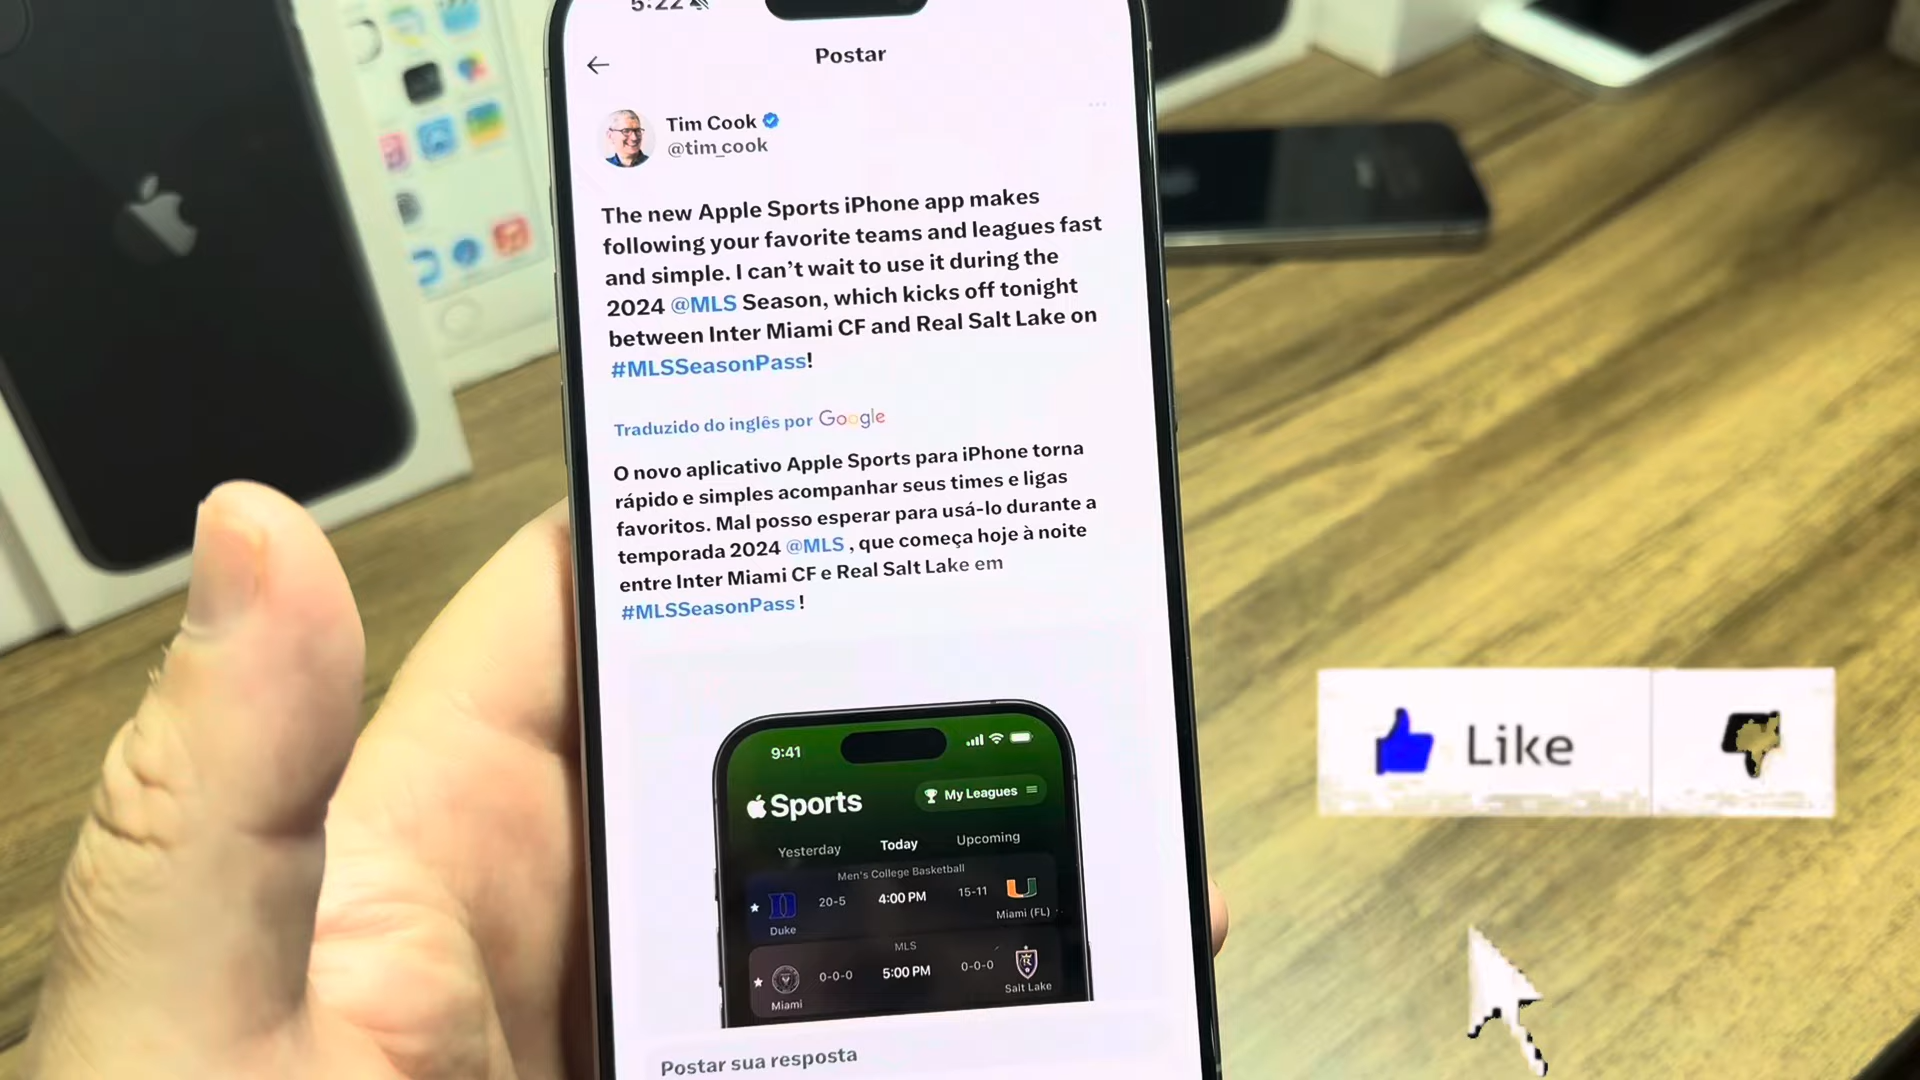 5:22
Postar
Tim Cook
@tim_cook
The new Apple Sports iPhone app makes
following your favorite teams and leagues fast
and simple. I can’t wait to use it during the
2024 @MLS Season, which kicks off tonight
between Inter Miami CF and Real Salt Lake on
#MLSSeasonPass!
Traduzido do inglês por Google
O novo aplicativo Apple Sports para iPhone torna
rápido e simples acompanhar seus times e ligas
favoritos. Mal posso esperar para usá-lo durante a
temporada 2024 @MLS , que começa hoje à noite
entre Inter Miami CF e Real Salt Lake em
#MLSSeasonPass !
9:41
Sports
My Leagues
Yesterday Today Upcoming
Men's College Basketball
20-5 4:00 PM 15-11
Duke Miami (FL)
MLS
0-0-0 5:00 PM 0-0-0
Miami Salt Lake
Postar sua resposta
Like